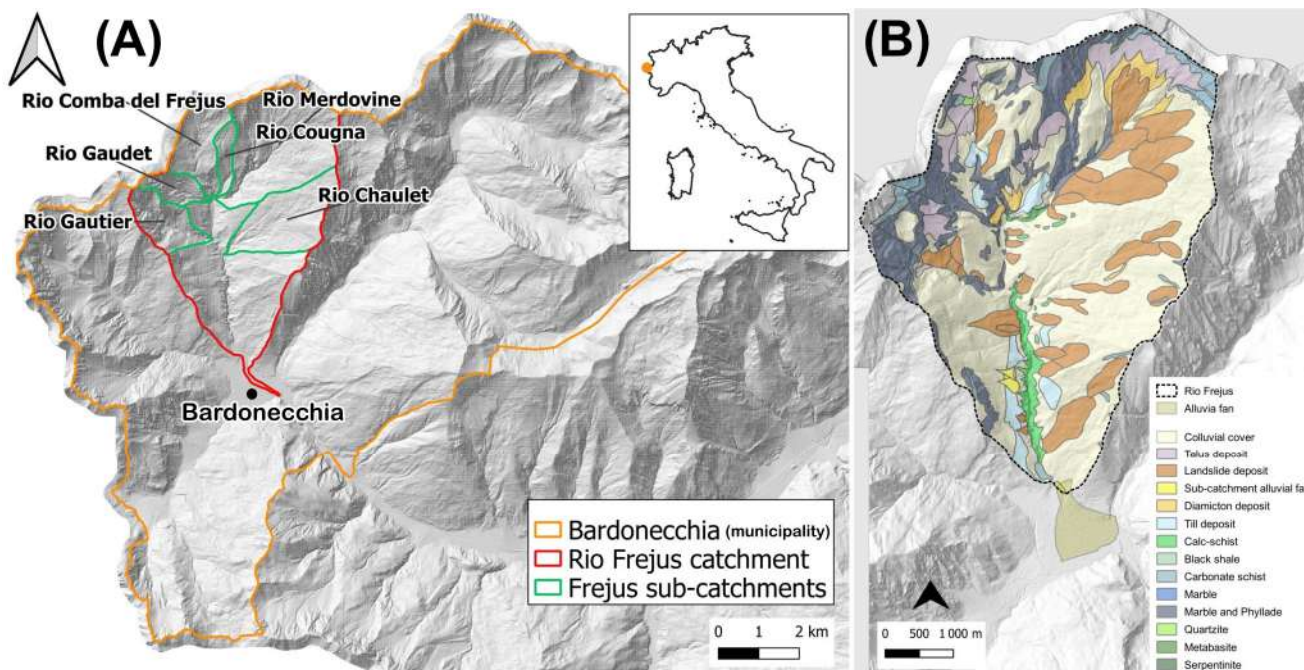 (A)
Rio Comba del Frejus
Rio Merdovine
Rio Cougna
Rio Gaudet
Rio Chaulet
Rio Gautier
Bardonecchia
Bardonecchia (municipality)
Rio Frejus catchment
Frejus sub-catchments
0 1 2 km
(B)
Rio Frejus
Alluvia fan
Colluvial cover
Talus deposit
Landslide deposit
Sub-catchment alluvial fa
Diamicton deposit
Till deposit
Calc-schist
Black shale
Carbonate schist
Marble
Marble and Phyllade
Quartzite
Metabasite
Serpentinite
0 500 1 000 m